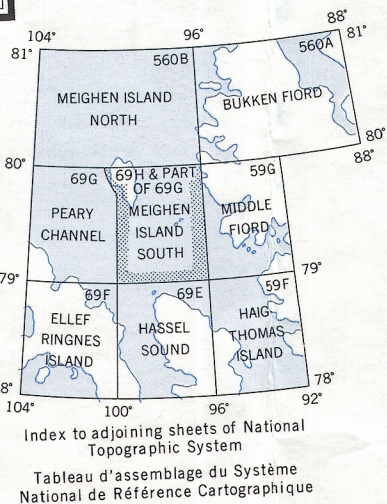 104°
96°
88°
81°
560B
560A
81°
MEIGHEN ISLAND
NORTH
BUKKEN FIORD
80°
80°
88°
69G
69H & PART
OF 69G
59G
PEARY
CHANNEL
MEIGHEN
ISLAND
SOUTH
MIDDLE
FIORD
79°
79°
69F
69E
59F
ELLEF
RINGNES
ISLAND
HASSEL
SOUND
HAIG
THOMAS
ISLAND
8°
78°
104°
100°
96°
92°
Index to adjoining sheets of National
Topographic System
Tableau d'assemblage du Système
National de Référence Cartographique